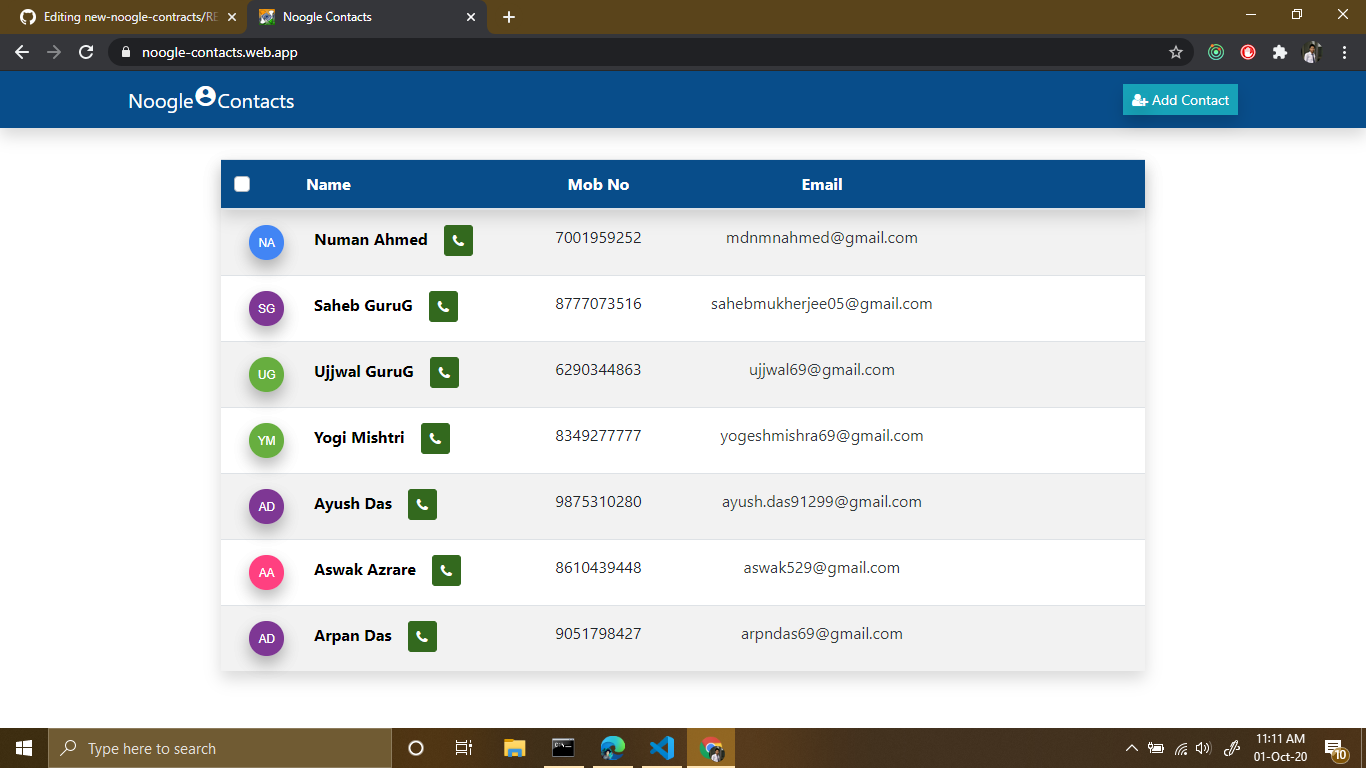 Editing new-noogle-contracts/RE
Noogle Contacts
noogle-contacts.web.app
Noogle Contacts
Add Contact
Name Mob No Email
NA Numan Ahmed 7001959252 mdnmnahmed@gmail.com
SG Saheb GuruG 8777073516 sahebmukherjee05@gmail.com
UG Ujjwal GuruG 6290344863 ujjwal69@gmail.com
YM Yogi Mishtri 8349277777 yogeshmishra69@gmail.com
AD Ayush Das 9875310280 ayush.das91299@gmail.com
AA Aswak Azrare 8610439448 aswak529@gmail.com
AD Arpan Das 9051798427 arpndas69@gmail.com
Type here to search
11:11 AM
01-Oct-20
10